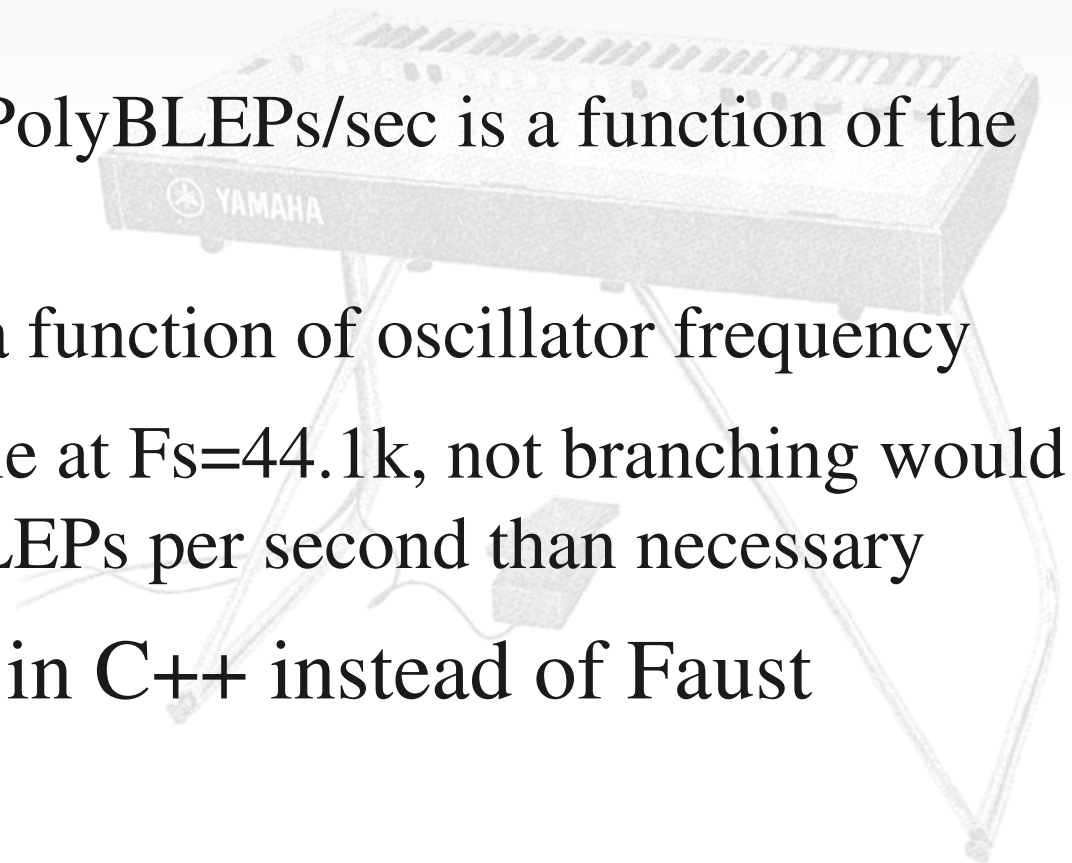 PolyBLEPs/sec is a function of the
YAMAHA
function of oscillator frequency
at Fs=44.1k, not branching would
per second than necessary
in C++ instead of Faust